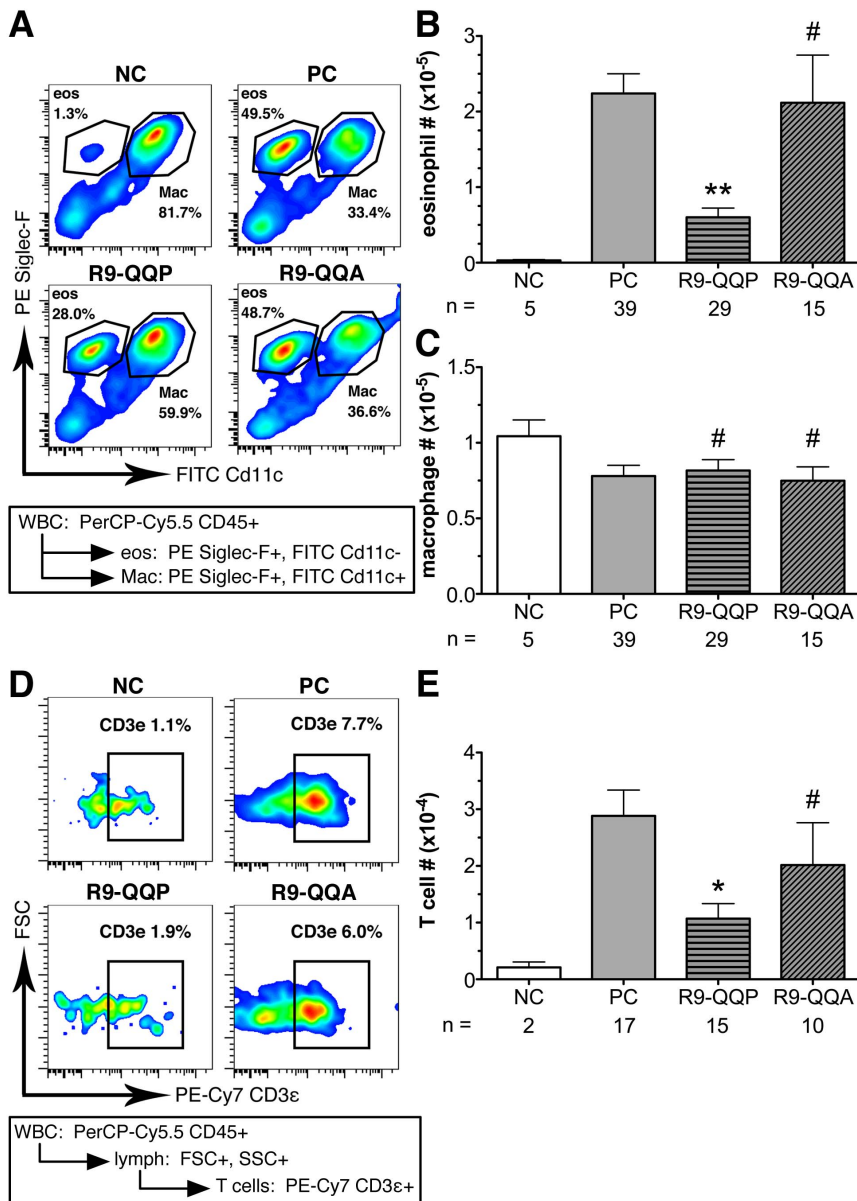 A
NC
PC
eos
1.3%
Mac
81.7%
eos
49.5%
Mac
33.4%
R9-QQP
R9-QQA
eos
28.0%
Mac
59.9%
eos
48.7%
Mac
36.6%
PE Siglec-F
FITC Cd11c
WBC: PerCP-Cy5.5 CD45+
eos: PE Siglec-F+, FITC Cd11c-
Mac: PE Siglec-F+, FITC Cd11c+
B
eosinophil # (x10-5)
3
2
1
0
**
#
NC PC R9-QQP R9-QQA
n = 5 39 29 15
C
macrophage # (x10-5)
1.5
1
0.5
0.0
# #
NC PC R9-QQP R9-QQA
n = 5 39 29 15
D
NC
PC
CD3e 1.1%
CD3e 7.7%
R9-QQP
R9-QQA
CD3e 1.9%
CD3e 6.0%
FSC
PE-Cy7 CD3ε
WBC: PerCP-Cy5.5 CD45+
lymph: FSC+, SSC+
T cells: PE-Cy7 CD3ε+
E
T cell # (x10-4)
4
3
2
1
0
*
#
NC PC R9-QQP R9-QQA
n = 2 17 15 10